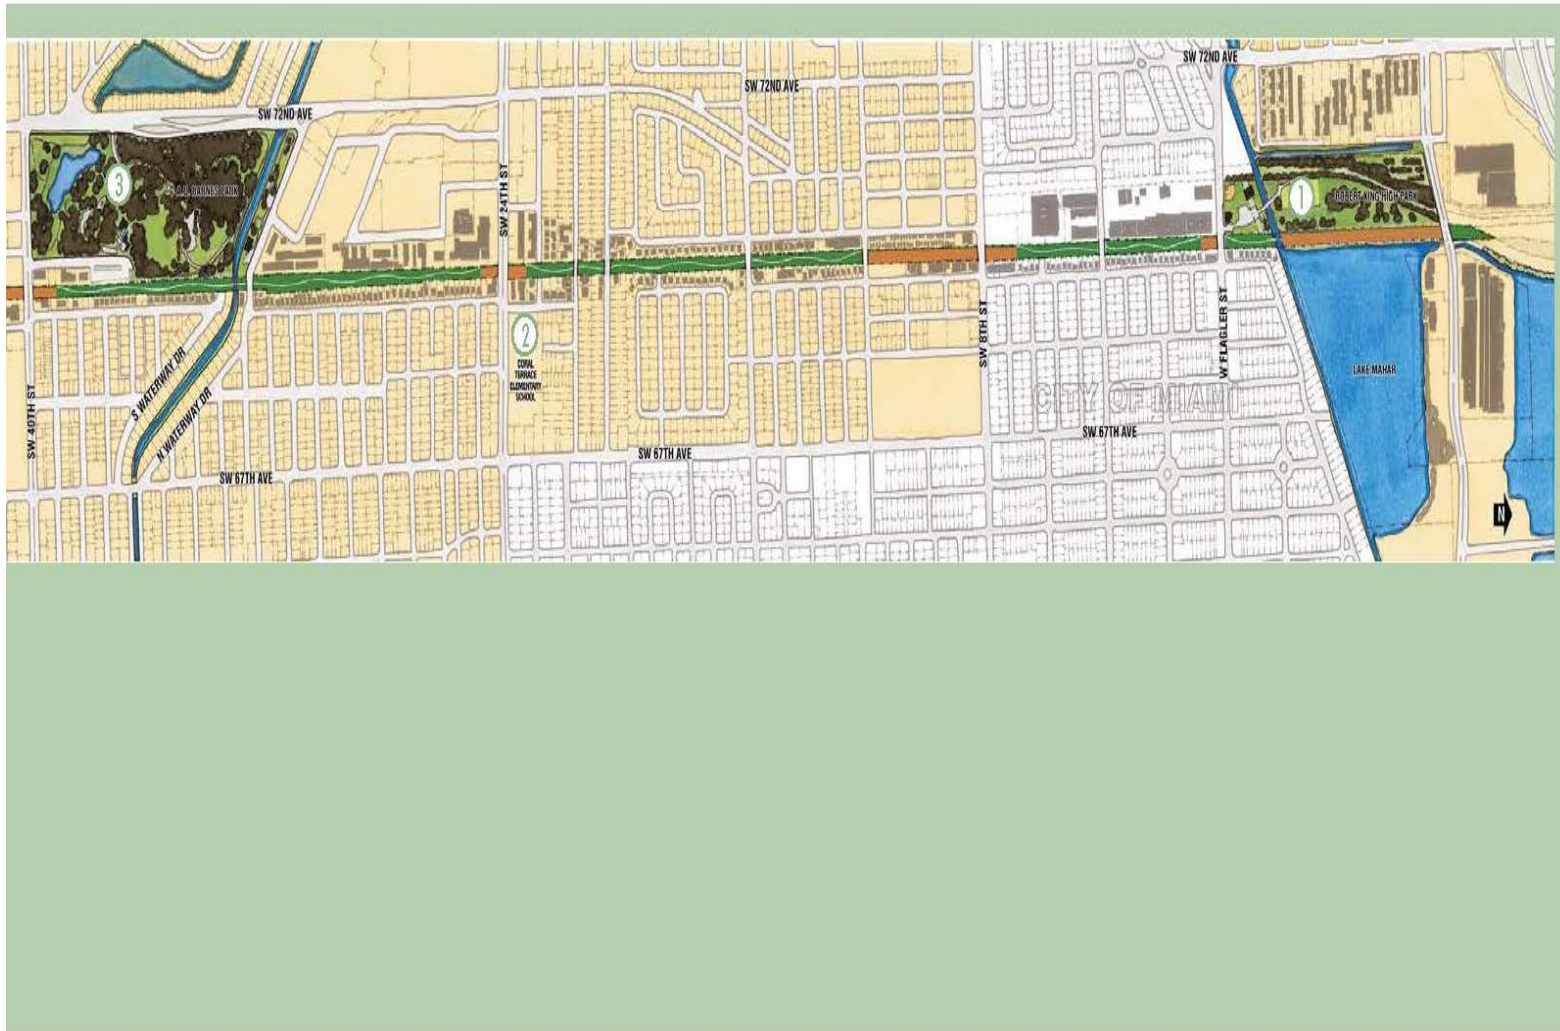 SW 72ND AVE
SW 72ND AVE
SW 72ND AVE
3
A.D. BARNES PARK
1
ROBERT KING HIGH PARK
SW 24TH ST
2
CORAL
TERRACE
ELEMENTARY
SCHOOL
SW 8TH ST
W FLAGLER ST
LAKE MAHAR
SW 40TH ST
S WATERWAY DR
N WATERWAY DR
CITY OF MIAMI
SW 67TH AVE
SW 67TH AVE
SW 67TH AVE
N